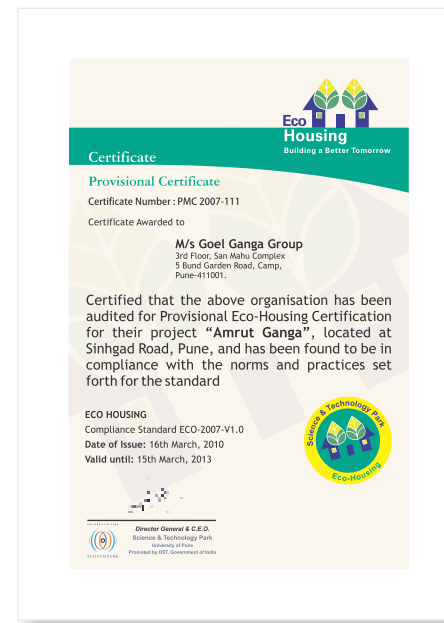 Eco
Housing
Building a Better Tomorrow
Certificate
Provisional Certificate
Certificate Number : PMC 2007-111
Certificate Awarded to
M/s Goel Ganga Group
3rd Floor, San Mahu Complex
5 Bund Garden Road, Camp,
Pune-411001.
Certified that the above organisation has been
audited for Provisional Eco-Housing Certification
for their project “Amrut Ganga”, located at
Sinhgad Road, Pune, and has been found to be in
compliance with the norms and practices set
forth for the standard
ECO HOUSING
Compliance Standard ECO-2007-V1.0
Date of Issue: 16th March, 2010
Valid until: 15th March, 2013
Science & Technology Park
Eco-Housing
Director General & C.E.O.
Science & Technology Park
University of Pune
Promoted by DST, Government of India
SCITECH PARK